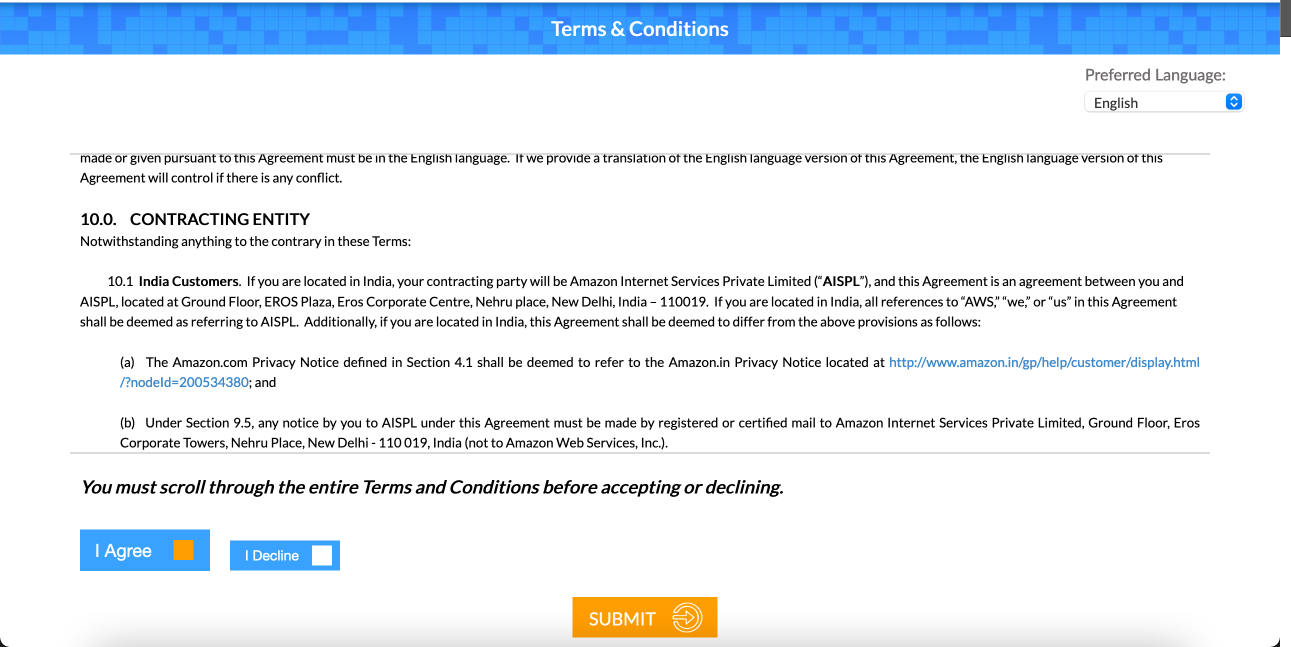 Terms & Conditions
Preferred Language:
English
made or given pursuant to this Agreement must be in the English language. If we provide a translation of the English language version of this Agreement, the English language version of this
Agreement will control if there is any conflict.
10.0. CONTRACTING ENTITY
Notwithstanding anything to the contrary in these Terms:
10.1 India Customers. If you are located in India, your contracting party will be Amazon Internet Services Private Limited (“AISPL”), and this Agreement is an agreement between you and
AISPL, located at Ground Floor, EROS Plaza, Eros Corporate Centre, Nehru place, New Delhi, India – 110019. If you are located in India, all references to “AWS,” “we,” or “us” in this Agreement
shall be deemed as referring to AISPL. Additionally, if you are located in India, this Agreement shall be deemed to differ from the above provisions as follows:
(a) The Amazon.com Privacy Notice defined in Section 4.1 shall be deemed to refer to the Amazon.in Privacy Notice located at http://www.amazon.in/gp/help/customer/display.html
/?nodeId=200534380; and
(b) Under Section 9.5, any notice by you to AISPL under this Agreement must be made by registered or certified mail to Amazon Internet Services Private Limited, Ground Floor, Eros
Corporate Towers, Nehru Place, New Delhi - 110 019, India (not to Amazon Web Services, Inc.).
You must scroll through the entire Terms and Conditions before accepting or declining.
I Agree
I Decline
SUBMIT